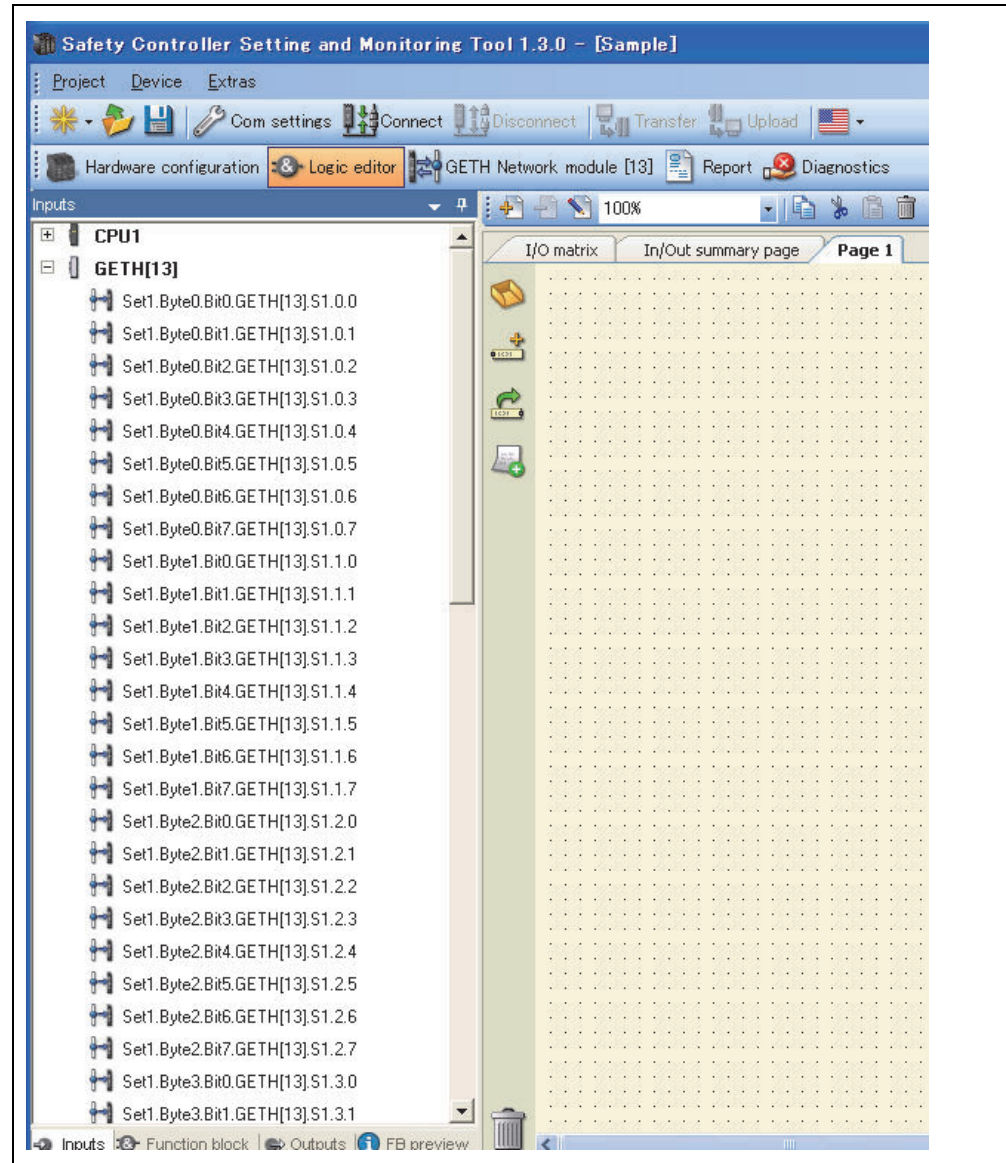 Safety Controller Setting and Monitoring Tool 1.3.0 - [Sample]
Project Device Extras
Com settings Connect Disconnect Transfer Upload
Hardware configuration Logic editor GETH Network module [13] Report Diagnostics
Inputs
100%
I/O matrix In/Out summary page Page 1
CPU1
GETH[13]
Set1.Byte0.Bit0.GETH[13].S1.0.0
Set1.Byte0.Bit1.GETH[13].S1.0.1
Set1.Byte0.Bit2.GETH[13].S1.0.2
Set1.Byte0.Bit3.GETH[13].S1.0.3
Set1.Byte0.Bit4.GETH[13].S1.0.4
Set1.Byte0.Bit5.GETH[13].S1.0.5
Set1.Byte0.Bit6.GETH[13].S1.0.6
Set1.Byte0.Bit7.GETH[13].S1.0.7
Set1.Byte1.Bit0.GETH[13].S1.1.0
Set1.Byte1.Bit1.GETH[13].S1.1.1
Set1.Byte1.Bit2.GETH[13].S1.1.2
Set1.Byte1.Bit3.GETH[13].S1.1.3
Set1.Byte1.Bit4.GETH[13].S1.1.4
Set1.Byte1.Bit5.GETH[13].S1.1.5
Set1.Byte1.Bit6.GETH[13].S1.1.6
Set1.Byte1.Bit7.GETH[13].S1.1.7
Set1.Byte2.Bit0.GETH[13].S1.2.0
Set1.Byte2.Bit1.GETH[13].S1.2.1
Set1.Byte2.Bit2.GETH[13].S1.2.2
Set1.Byte2.Bit3.GETH[13].S1.2.3
Set1.Byte2.Bit4.GETH[13].S1.2.4
Set1.Byte2.Bit5.GETH[13].S1.2.5
Set1.Byte2.Bit6.GETH[13].S1.2.6
Set1.Byte2.Bit7.GETH[13].S1.2.7
Set1.Byte3.Bit0.GETH[13].S1.3.0
Set1.Byte3.Bit1.GETH[13].S1.3.1
Inputs Function block Outputs FB preview